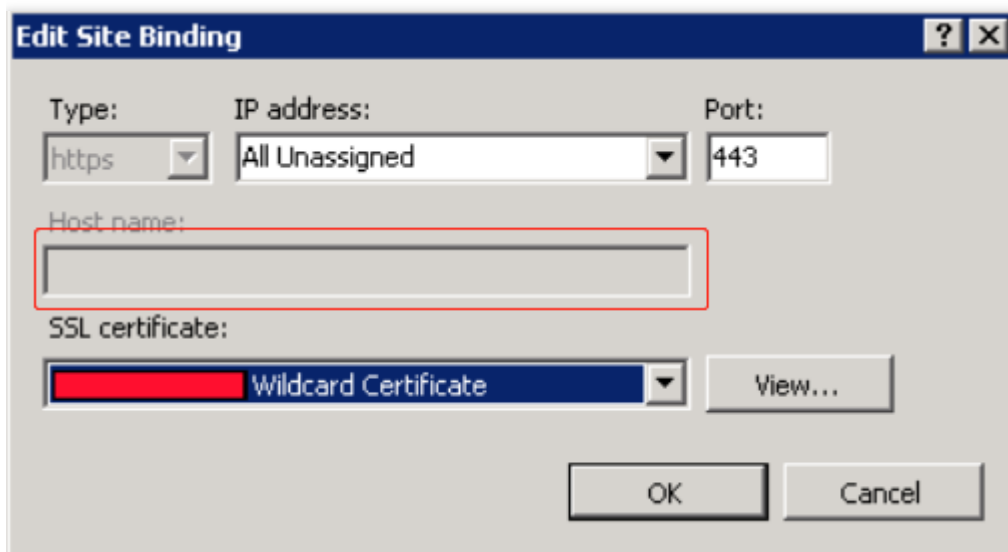 Edit Site Binding
Type: IP address: Port:
https All Unassigned 443
Host name:
SSL certificate:
Wildcard Certificate View...
OK Cancel